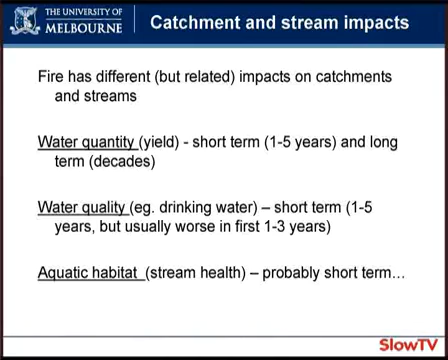 THE UNIVERSITY OF
MELBOURNE
Catchment and stream impacts
Fire has different (but related) impacts on catchments
and streams
Water quantity (yield) - short term (1-5 years) and long
term (decades)
Water quality (eg. drinking water) – short term (1-5
years, but usually worse in first 1-3 years)
Aquatic habitat (stream health) – probably short term…
SlowTV